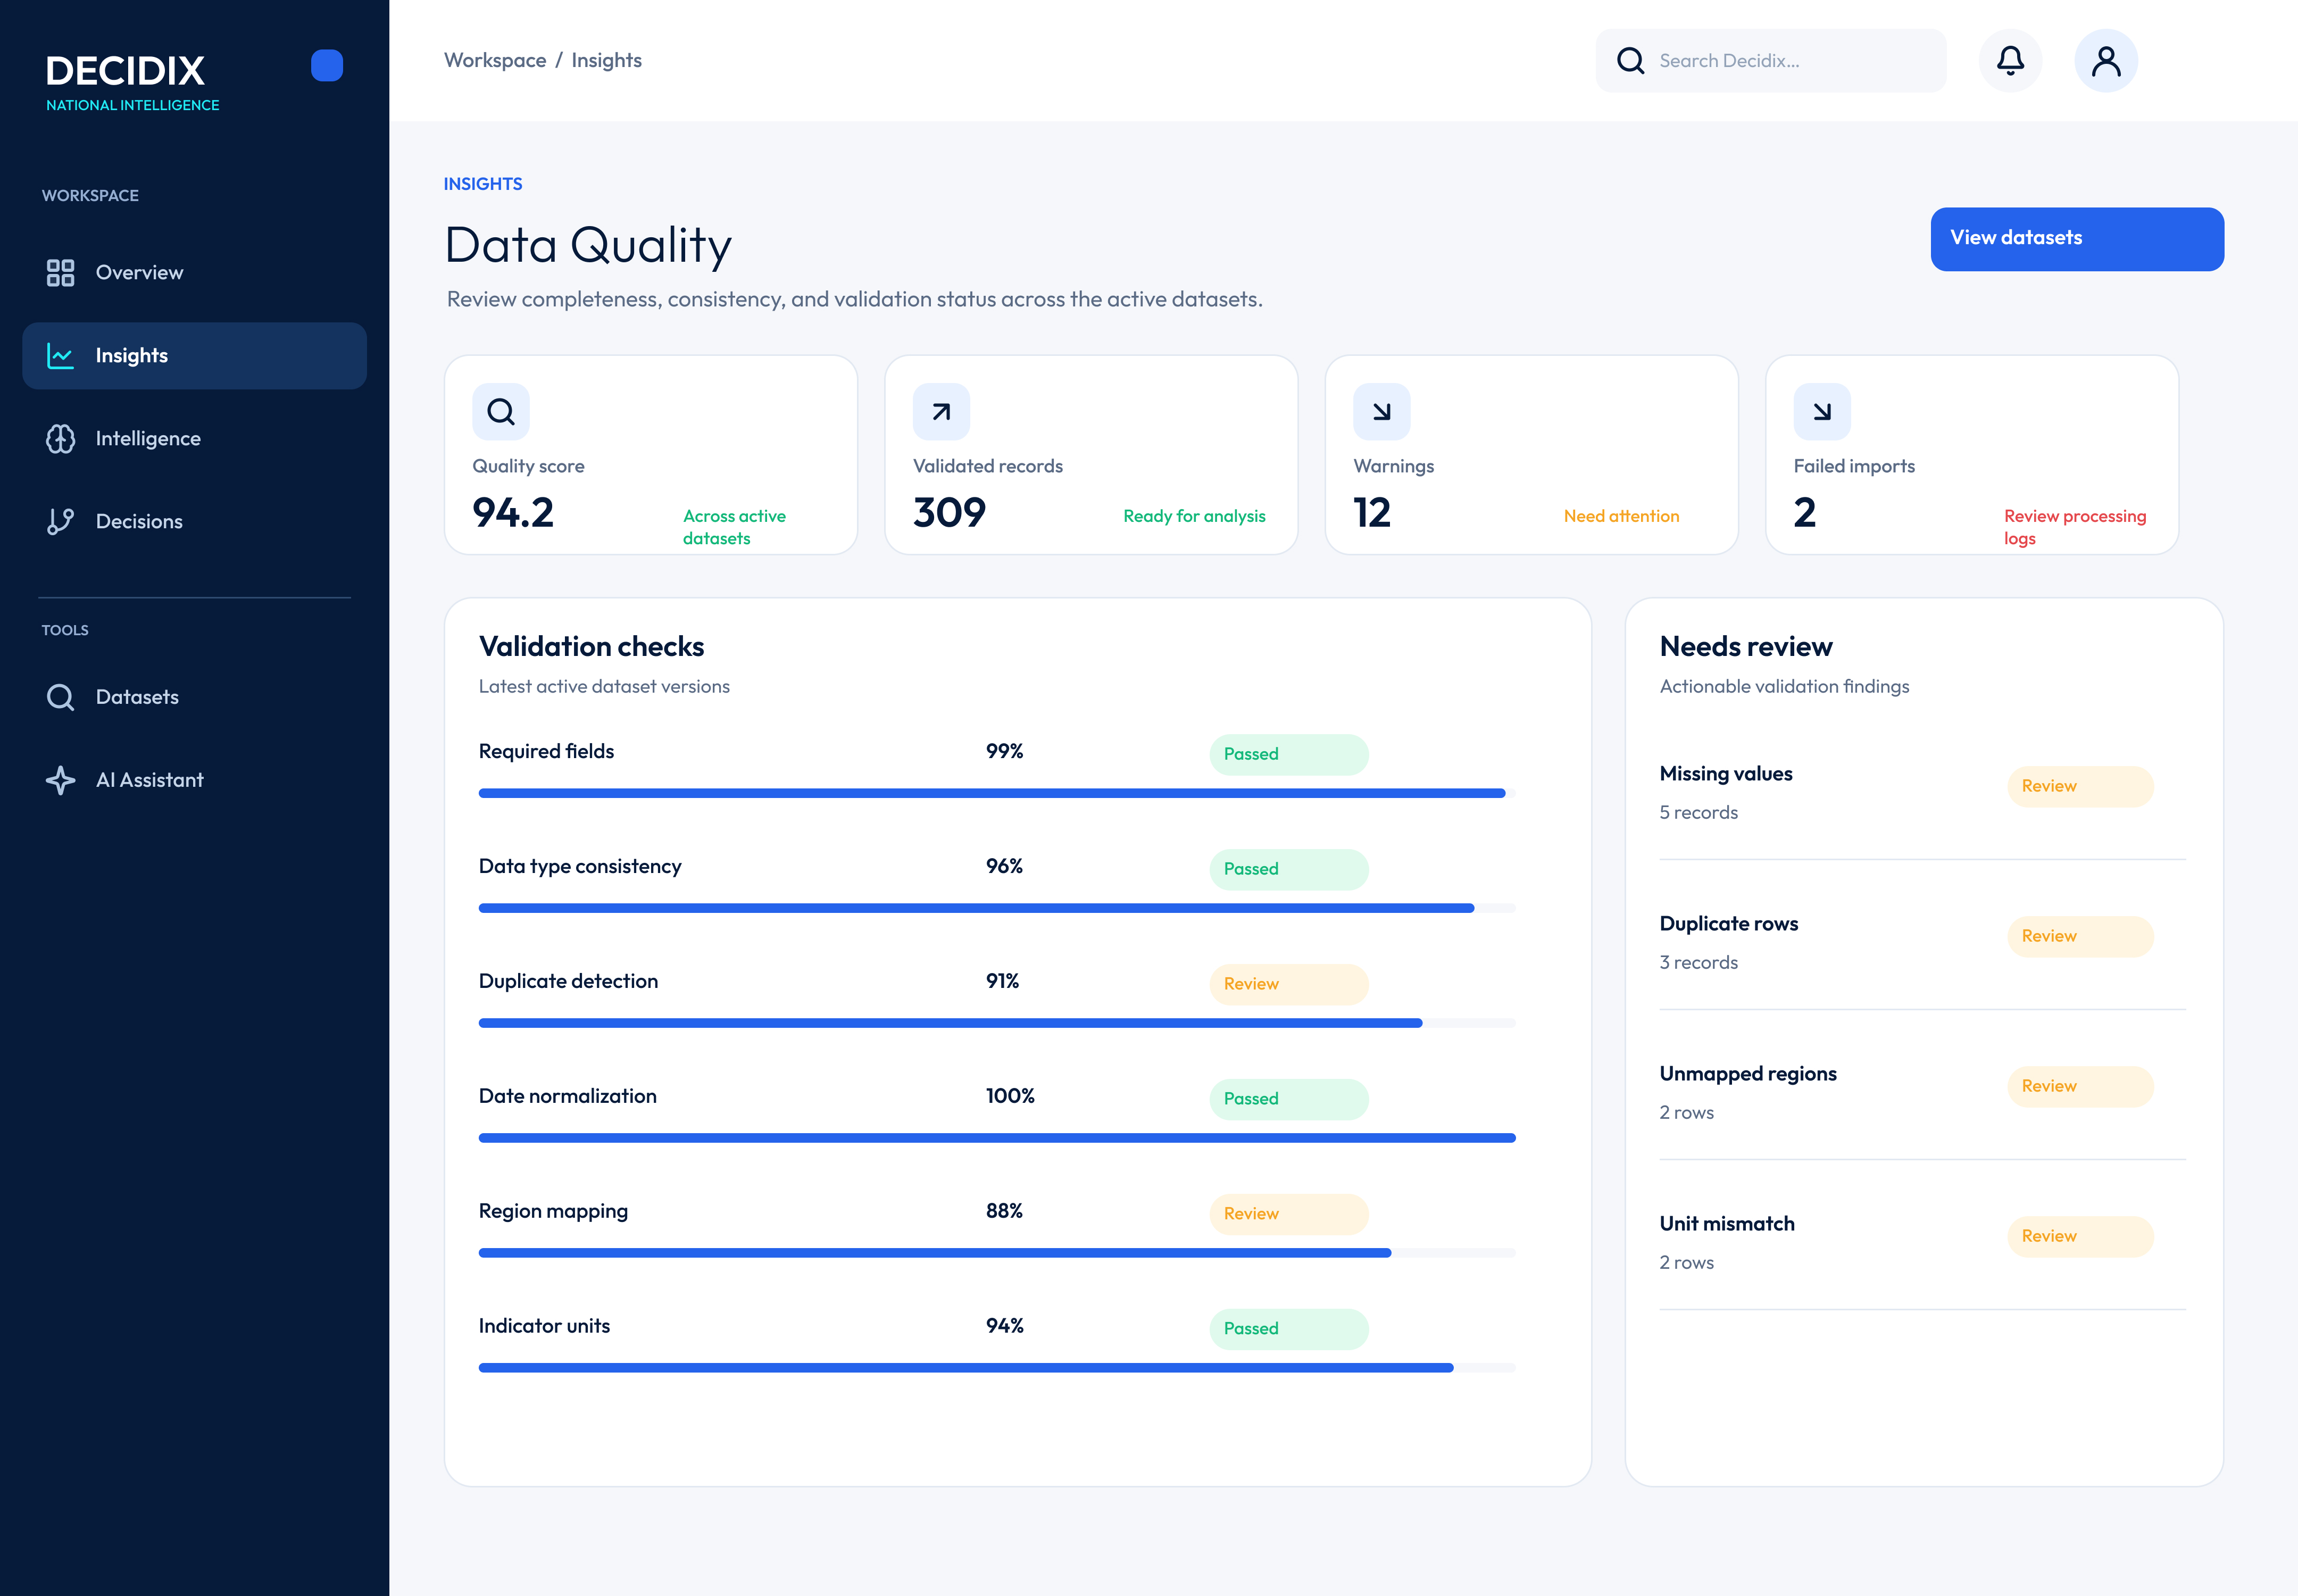 DECIDIX
NATIONAL INTELLIGENCE
WORKSPACE
Overview
Insights
Intelligence
Decisions
TOOLS
Datasets
AI Assistant
Workspace / Insights
Search Decidix...
INSIGHTS
Data Quality
Review completeness, consistency, and validation status across the active datasets.
View datasets
Quality score
94.2
Across active
datasets
Validated records
309
Ready for analysis
Warnings
12
Need attention
Failed imports
2
Review processing
logs
Validation checks
Latest active dataset versions
Required fields 99% Passed
Data type consistency 96% Passed
Duplicate detection 91% Review
Date normalization 100% Passed
Region mapping 88% Review
Indicator units 94% Passed
Needs review
Actionable validation findings
Missing values
5 records
Review
Duplicate rows
3 records
Review
Unmapped regions
2 rows
Review
Unit mismatch
2 rows
Review